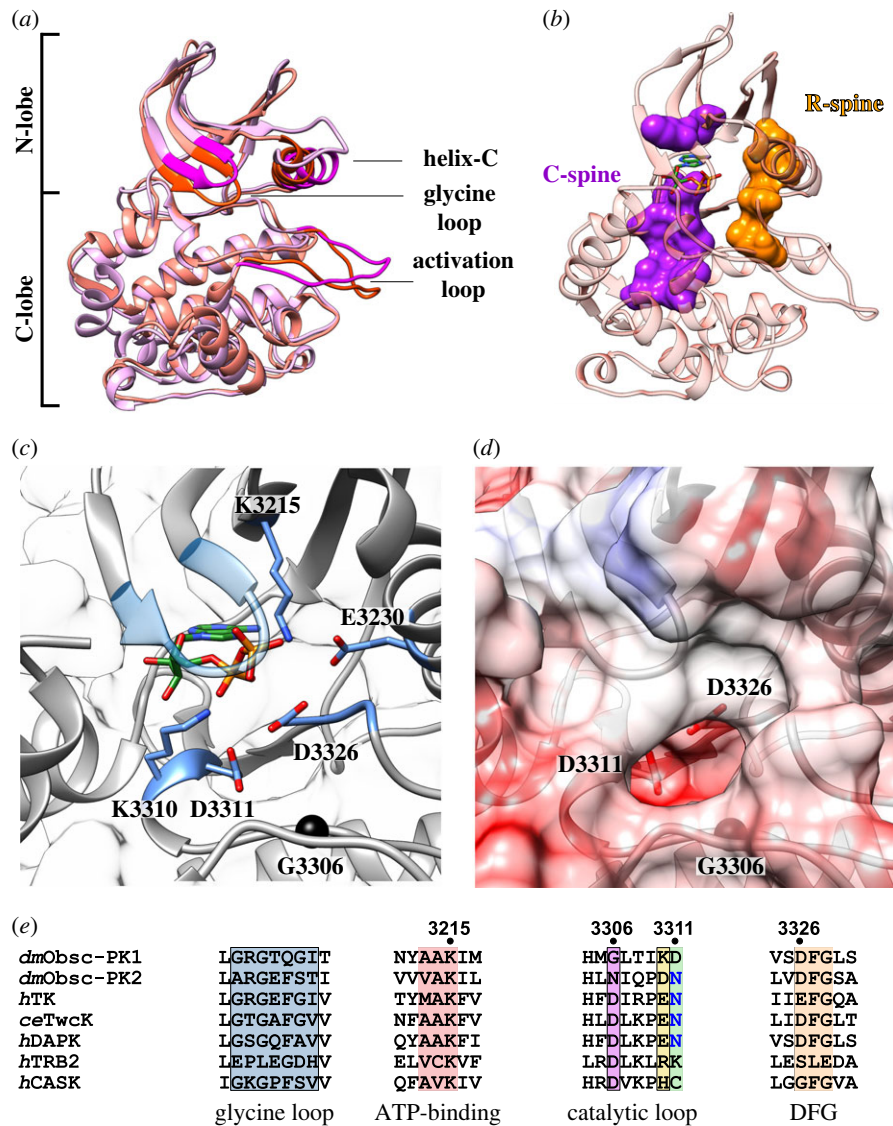 (a)
(b)
N-lobe
C-lobe
helix-C
glycine
loop
activation
loop
R-spine
C-spine
(c)
(d)
K3215
E3230
D3326
K3310 D3311
G3306
D3326
D3311
G3306
(e)
3215 3306 3311 3326
dmObsc-PK1 LGRGTQGIT NYAAKIM HMGLTIKD VSDFGLS
dmObsc-PK2 LARGEFSTI VVVAKIL HLNIQPDN LVDFGSA
hTK LGRGEFGIV TYMAKFV HFDIRPEN IIEFGQA
ceTwcK LGTGAFGVV NFAAKFV HLDLKPEN LIDFGLT
hDAPK LGSGQFAVV QYAAKFI HFDLKPEN VSDFGLS
hTRB2 LEPLEGDHV ELVCKVF LRDLKLRK LESLEDA
hCASK IGKGPFSVV QFAVKIV HRDVKPHC LGGFGVA
glycine loop ATP-binding catalytic loop DFG